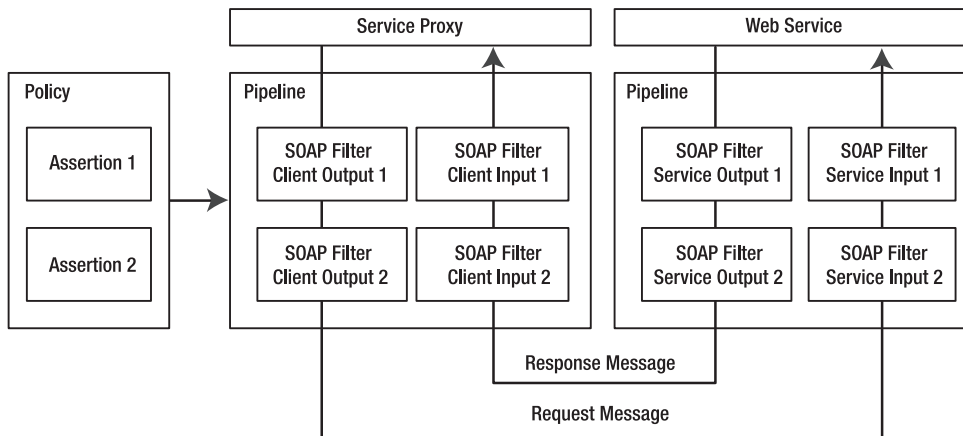 Service Proxy
Web Service
Policy
Pipeline
Pipeline
Assertion 1
SOAP Filter
Client Output 1
SOAP Filter
Client Input 1
SOAP Filter
Service Output 1
SOAP Filter
Service Input 1
Assertion 2
SOAP Filter
Client Output 2
SOAP Filter
Client Input 2
SOAP Filter
Service Output 2
SOAP Filter
Service Input 2
Response Message
Request Message